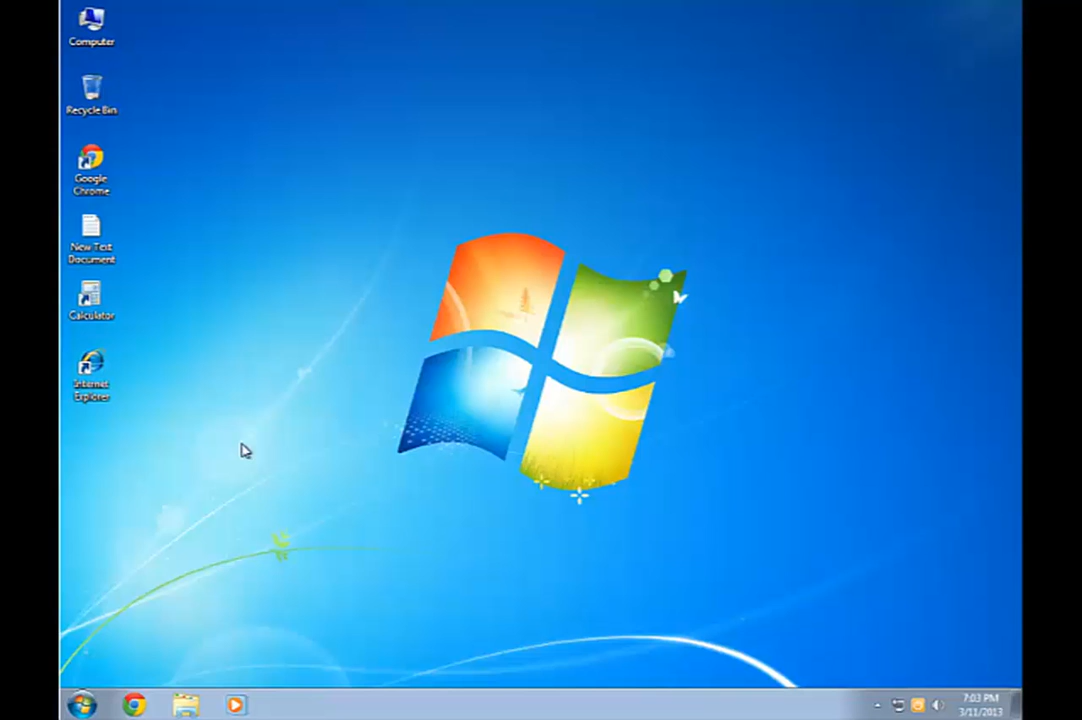 Computer
Recycle Bin
Google
Chrome
New Text
Document
Calculator
Internet
Explorer
7:03 PM
3/11/2013